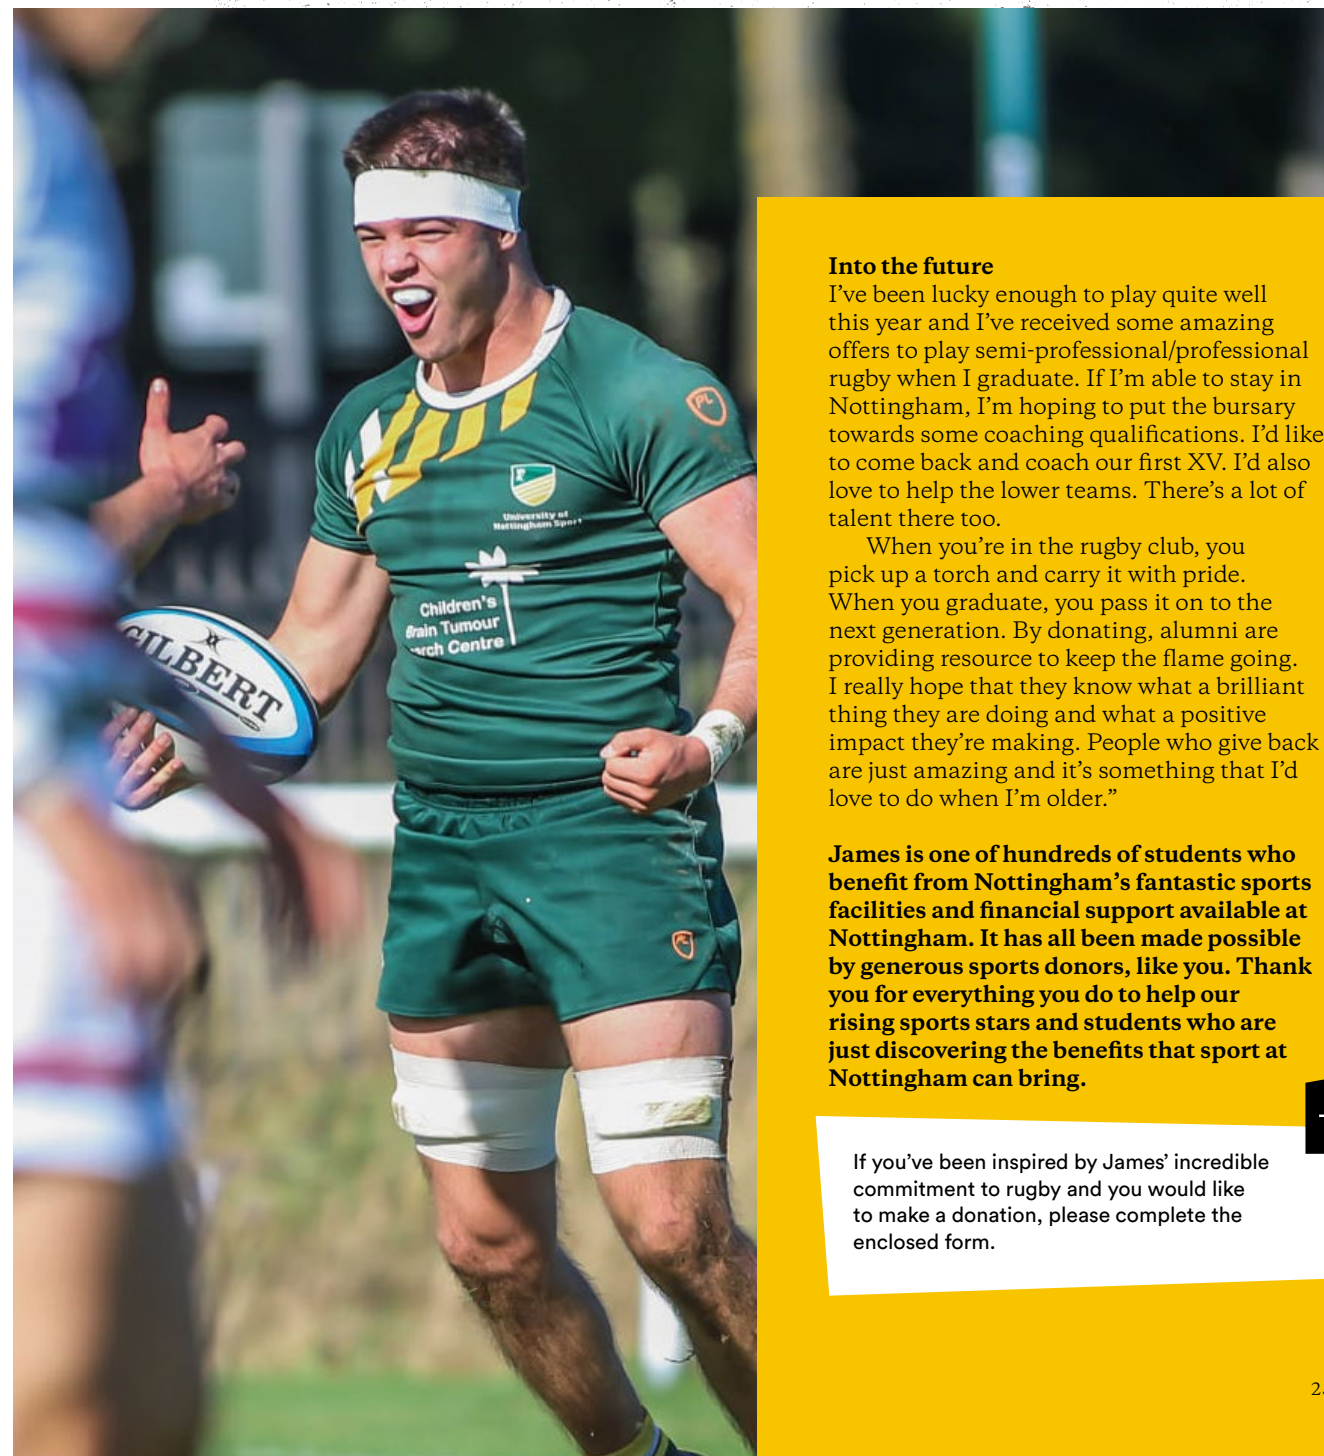 University of
Nottingham Sport
Children's
Brain Tumour
Centre
GILBERT
Into the future
I’ve been lucky enough to play quite well
this year and I’ve received some amazing
offers to play semi-professional/professional
rugby when I graduate. If I’m able to stay in
Nottingham, I’m hoping to put the bursary
towards some coaching qualifications. I’d like
to come back and coach our first XV. I’d also
love to help the lower teams. There’s a lot of
talent there too.
When you’re in the rugby club, you
pick up a torch and carry it with pride.
When you graduate, you pass it on to the
next generation. By donating, alumni are
providing resource to keep the flame going.
I really hope that they know what a brilliant
thing they are doing and what a positive
impact they’re making. People who give back
are just amazing and it’s something that I’d
love to do when I’m older.”
James is one of hundreds of students who
benefit from Nottingham’s fantastic sports
facilities and financial support available at
Nottingham. It has all been made possible
by generous sports donors, like you. Thank
you for everything you do to help our
rising sports stars and students who are
just discovering the benefits that sport at
Nottingham can bring.
If you’ve been inspired by James’ incredible
commitment to rugby and you would like
to make a donation, please complete the
enclosed form.